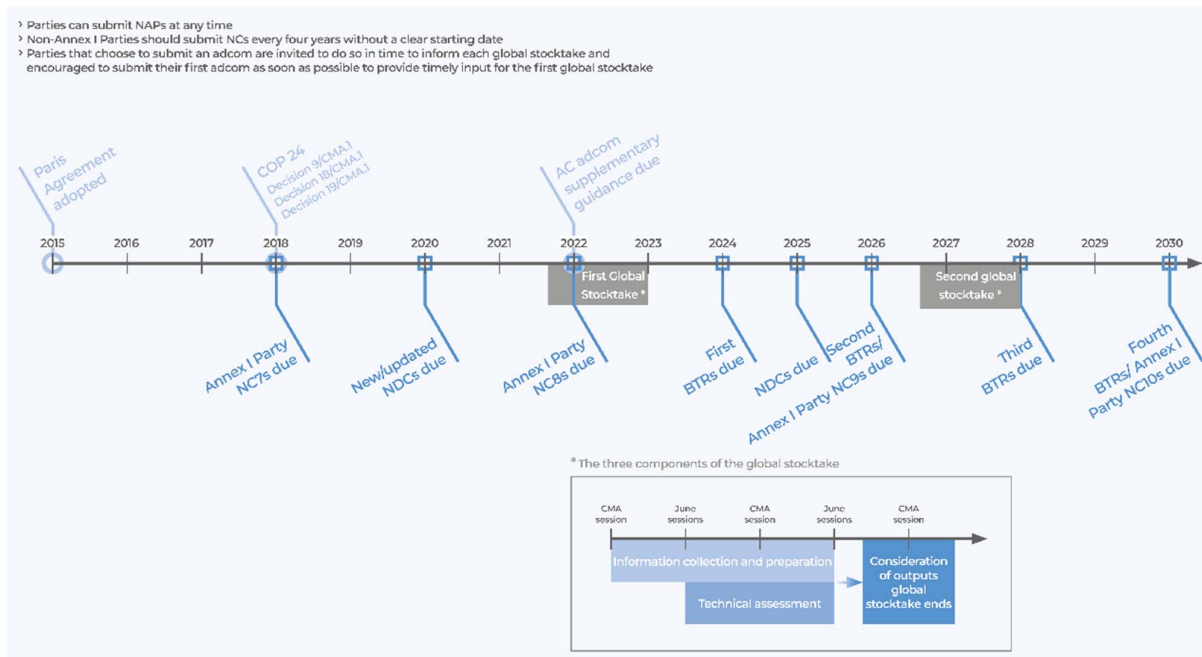 › Parties can submit NAPs at any time
› Non-Annex I Parties should submit NCs every four years without a clear starting date
› Parties that choose to submit an adcom are invited to do so in time to inform each global stocktake and
encouraged to submit their first adcom as soon as possible to provide timely input for the first global stocktake
Paris
Agreement
adopted
COP 24
Decision 9/CMA.1
Decision 18/CMA.1
Decision 19/CMA.1
AC adcom
supplementary
guidance due
2015
2016
2017
2018
2019
2020
2021
2022
2023
2024
2025
2026
2027
2028
2029
2030
First Global
Stocktake *
Second global
stocktake *
Annex I Party
NC7s due
New/updated
NDCs due
Annex I Party
NC8s due
First
BTRs due
NDCs due
Second
BTRs/
Annex I Party NC9s due
Third
BTRs due
Fourth
BTRs/ Annex I
Party NC10s due
* The three components of the global stocktake
CMA
session
June
sessions
CMA
session
June
sessions
CMA
session
Information collection and preparation
Technical assessment
Consideration
of outputs
global
stocktake ends